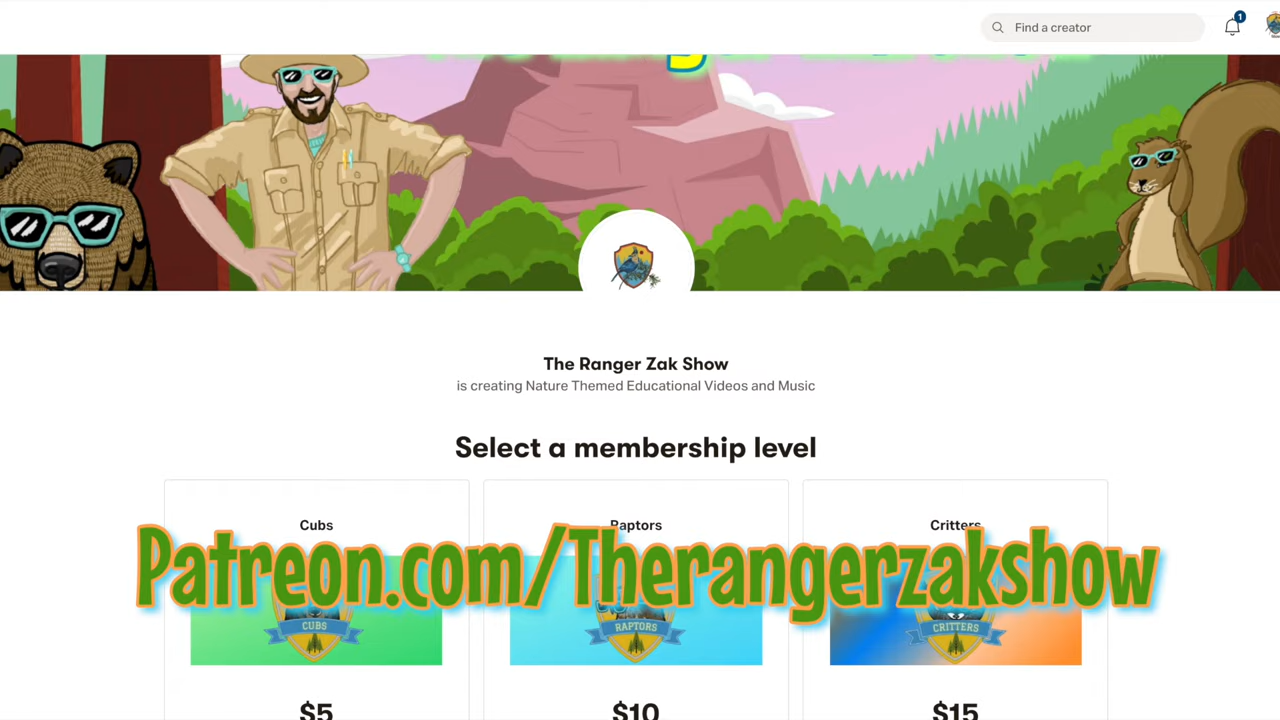 Find a creator
1
The Ranger Zak Show
is creating Nature Themed Educational Videos and Music
Select a membership level
Cubs
Raptors
Critters
Patreon.com/Therangerzakshow
CUBS
RAPTORS
CRITTERS
$5
$10
$15